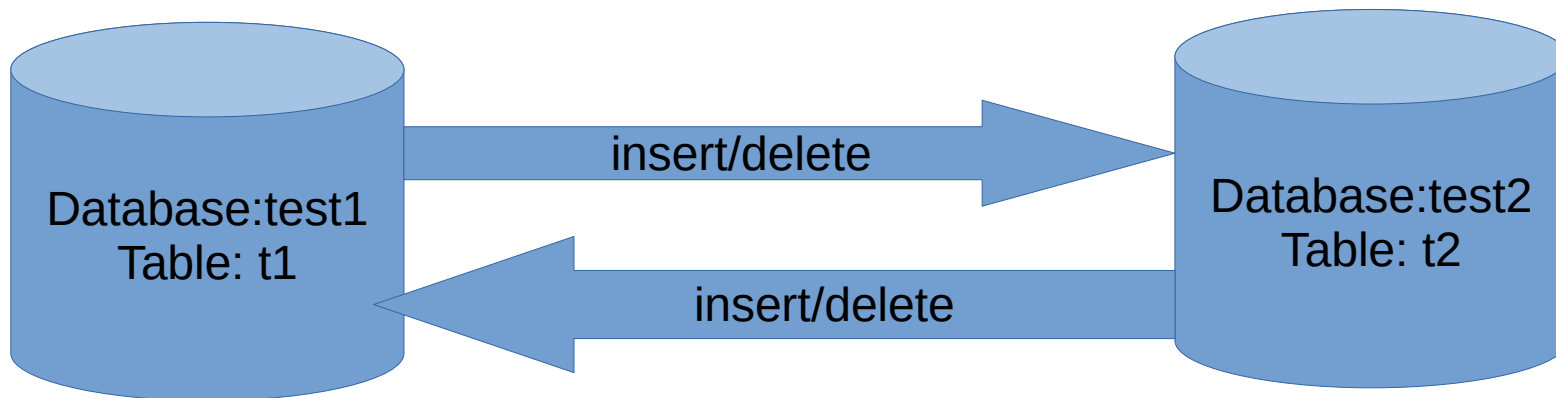 Database:test1
Table: t1
insert/delete
insert/delete
Database:test2
Table: t2